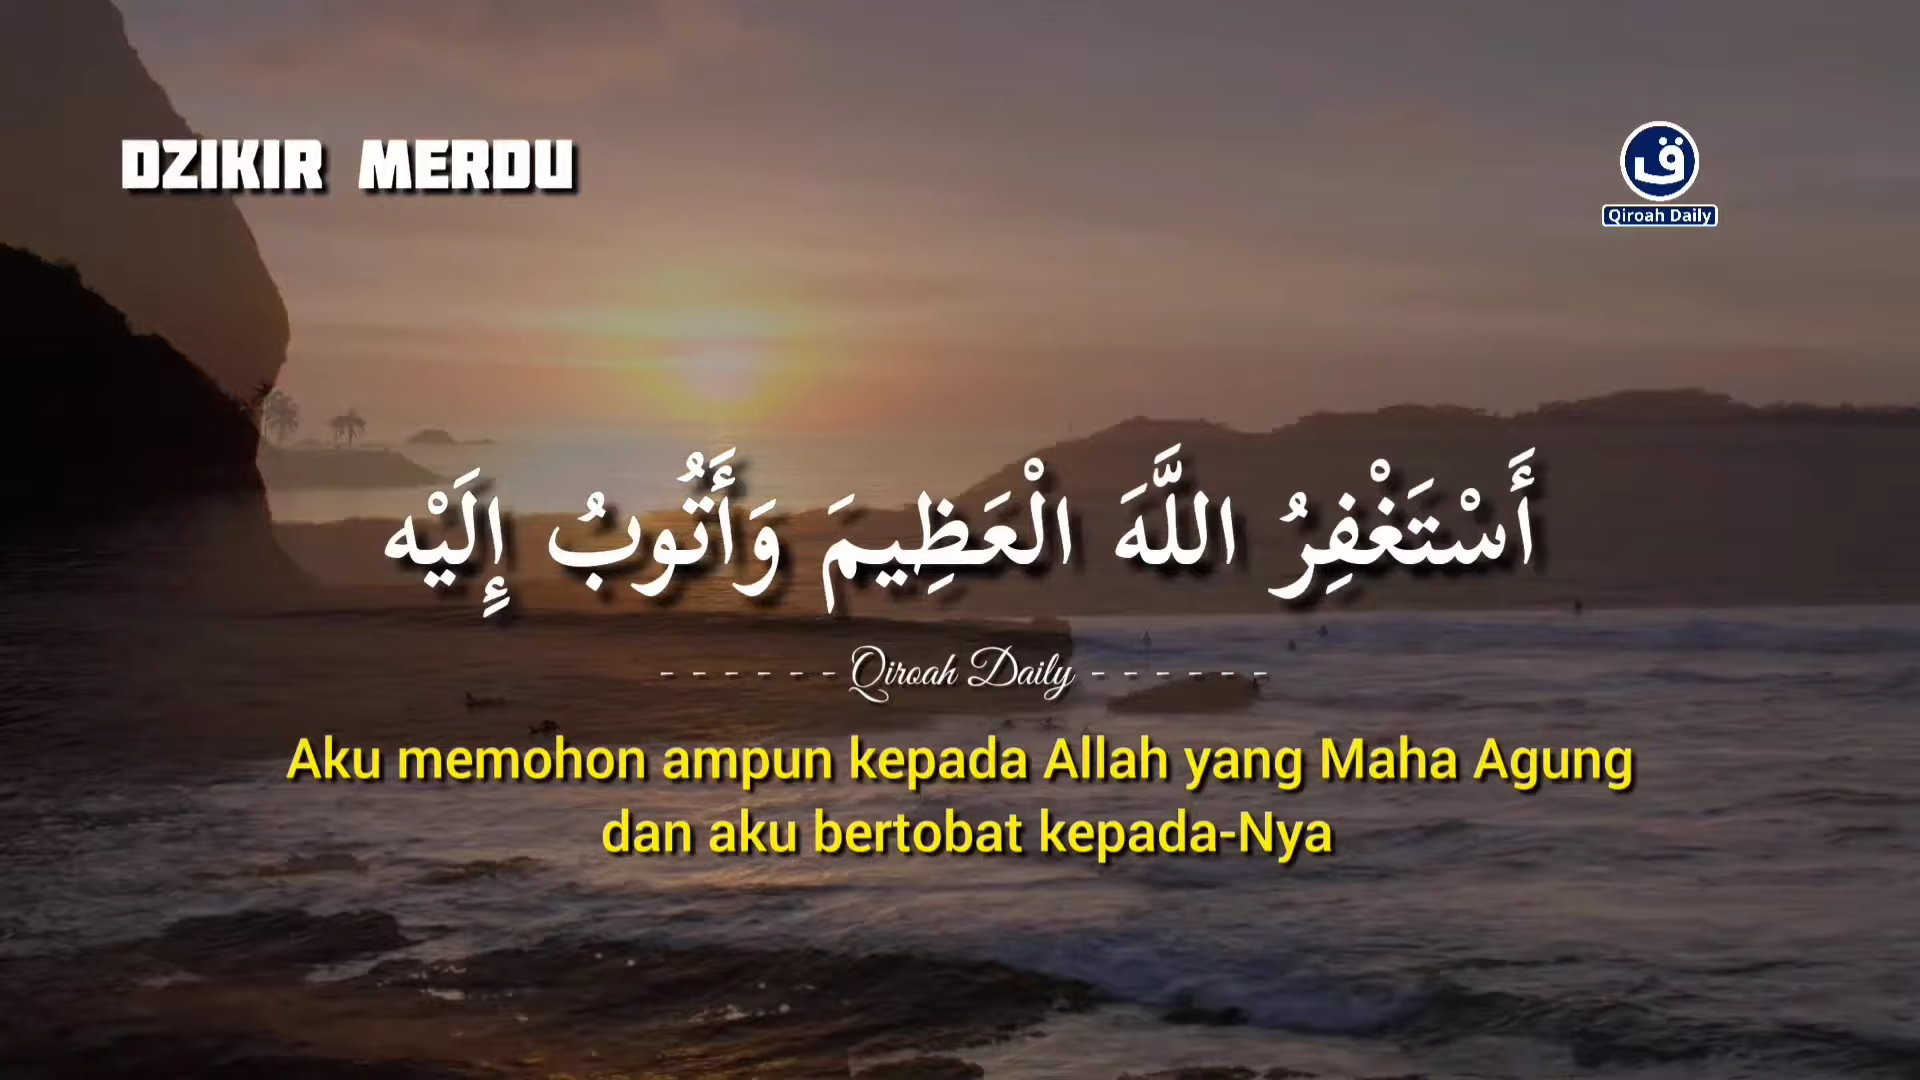 DZIKIR MERDU
ق
Qiroah Daily
أَسْتَغْفِرُ اللَّهَ الْعَظِيمَ وَأَتُوبُ إِلَيْه
------ Qiroah Daily ------
Aku memohon ampun kepada Allah yang Maha Agung
dan aku bertobat kepada-Nya